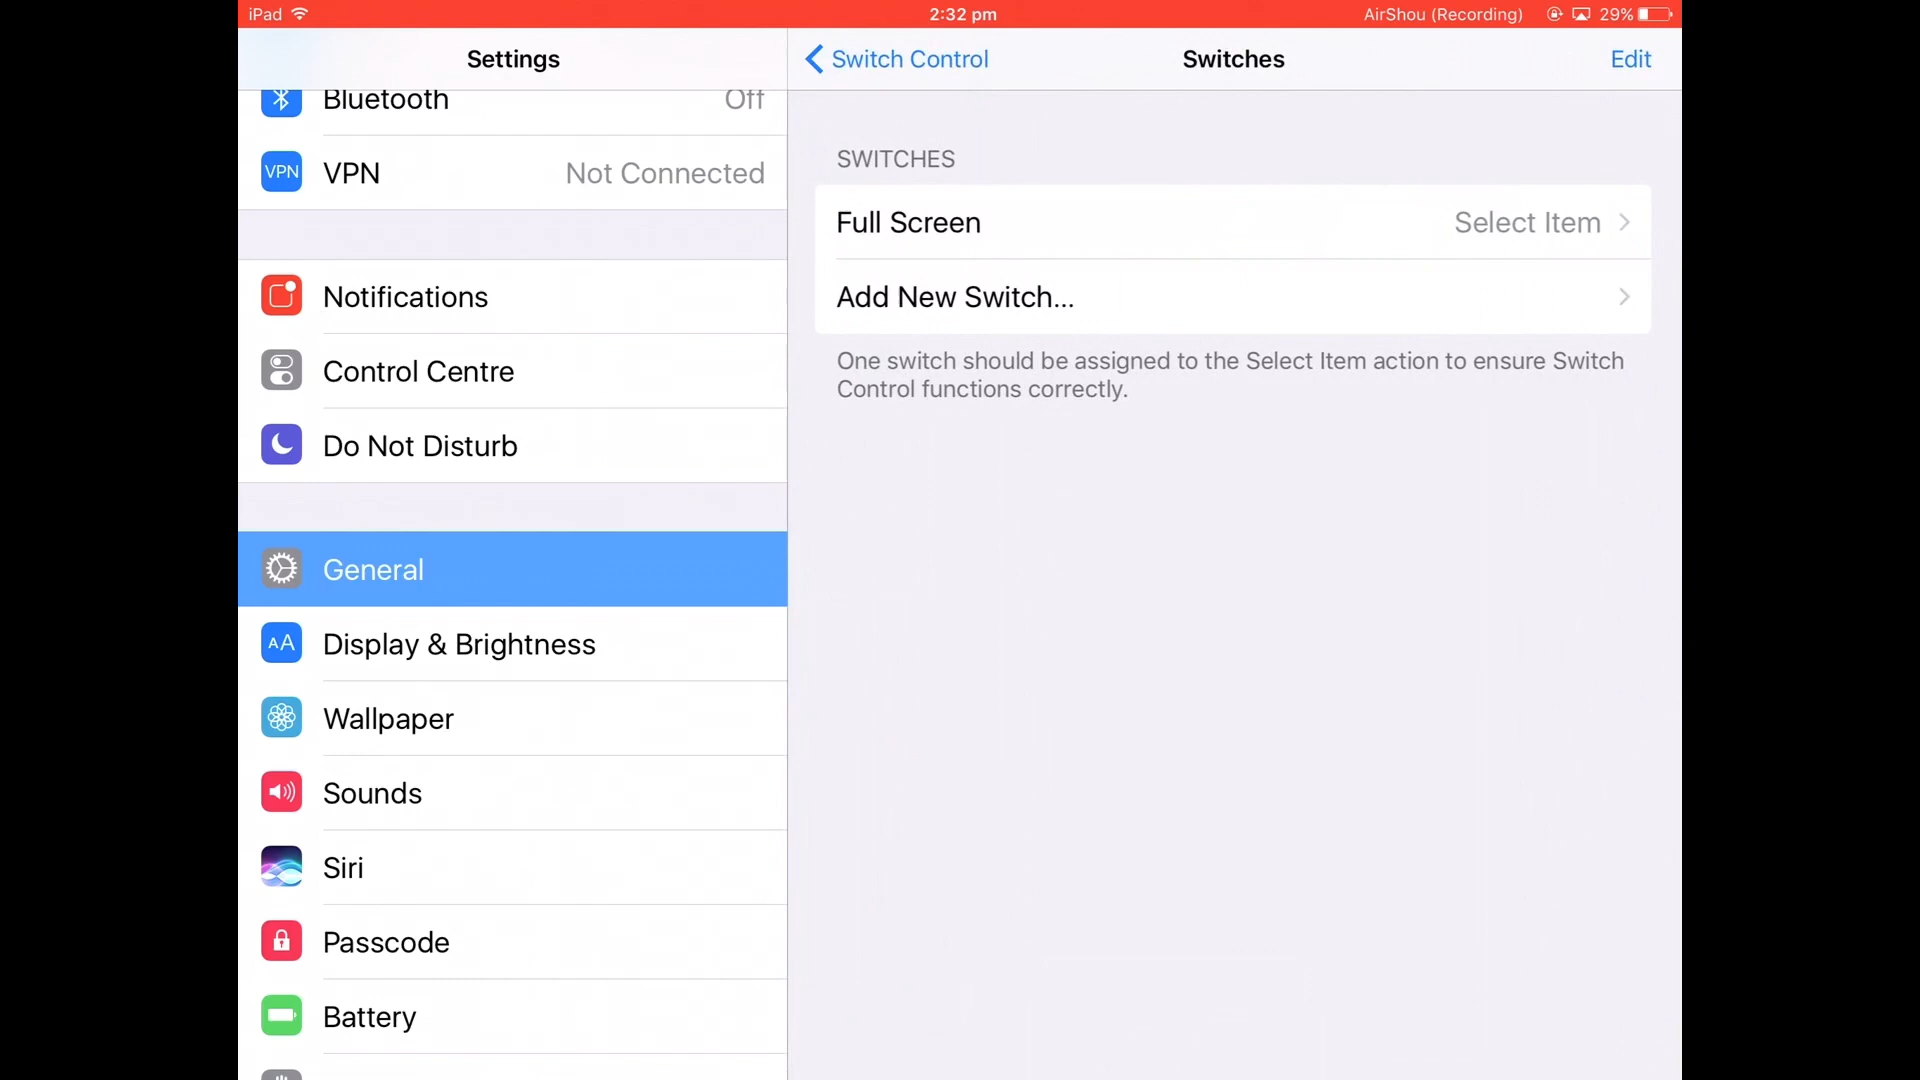 iPad
2:32 pm
AirShou (Recording)
29%
Settings
Bluetooth Off
VPN VPN Not Connected
Notifications
Control Centre
Do Not Disturb
General
AA Display & Brightness
Wallpaper
Sounds
Siri
Passcode
Battery
Switch Control
Switches
Edit
SWITCHES
Full Screen Select Item
Add New Switch...
One switch should be assigned to the Select Item action to ensure Switch
Control functions correctly.